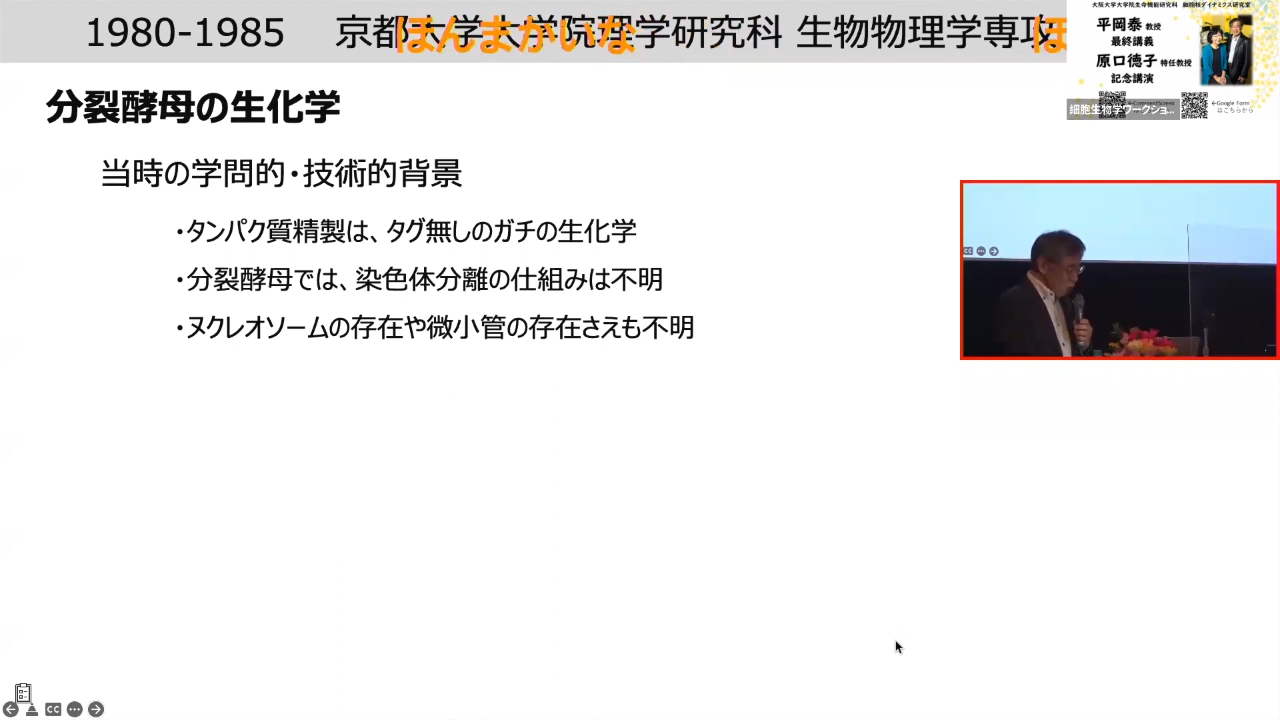 1980-1985 京都大学大学院理学研究科 生物物理学専攻
ほんまかいな
ほ
大阪大学大学院生命機能研究科 細胞核ダイナミクス研究室
平岡泰 教授
最終講義
原口徳子 特任教授
記念講演
細胞生物学ワークショ...
←Google Form
はこちらから
分裂酵母の生化学
当時の学問的・技術的背景
・タンパク質精製は、タグ無しのガチの生化学
・分裂酵母では、染色体分離の仕組みは不明
・ヌクレオソームの存在や微小管の存在さえも不明
CC